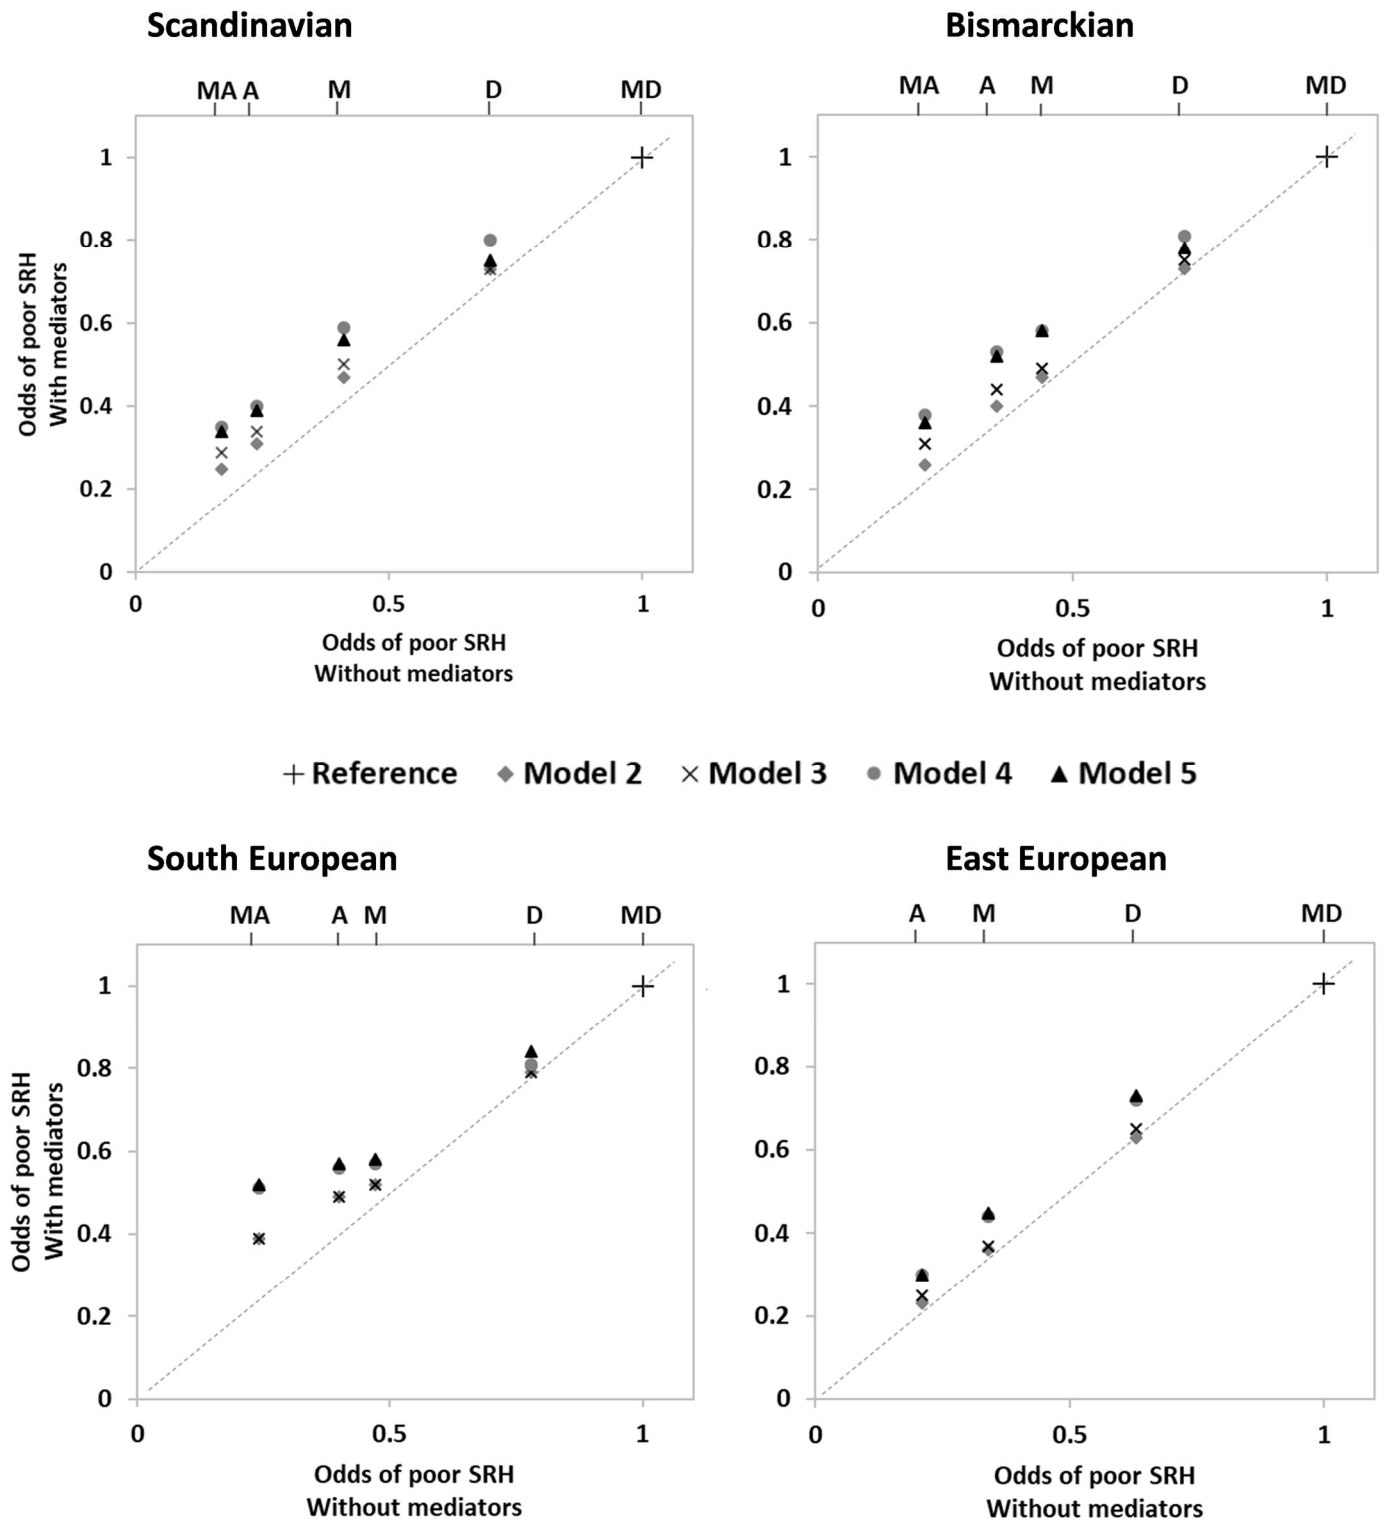 Scandinavian
MA A M D MD
1
0.8
0.6
0.4
0.2
0
0 0.5 1
Odds of poor SRH
With mediators
Odds of poor SRH
Without mediators
Bismarckian
MA A M D MD
1
0.8
0.6
0.4
0.2
0
0 0.5 1
Odds of poor SRH
Without mediators
Reference Model 2 Model 3 Model 4 Model 5
South European
MA A M D MD
1
0.8
0.6
0.4
0.2
0
0 0.5 1
Odds of poor SRH
With mediators
Odds of poor SRH
Without mediators
East European
A M D MD
1
0.8
0.6
0.4
0.2
0
0 0.5 1
Odds of poor SRH
Without mediators